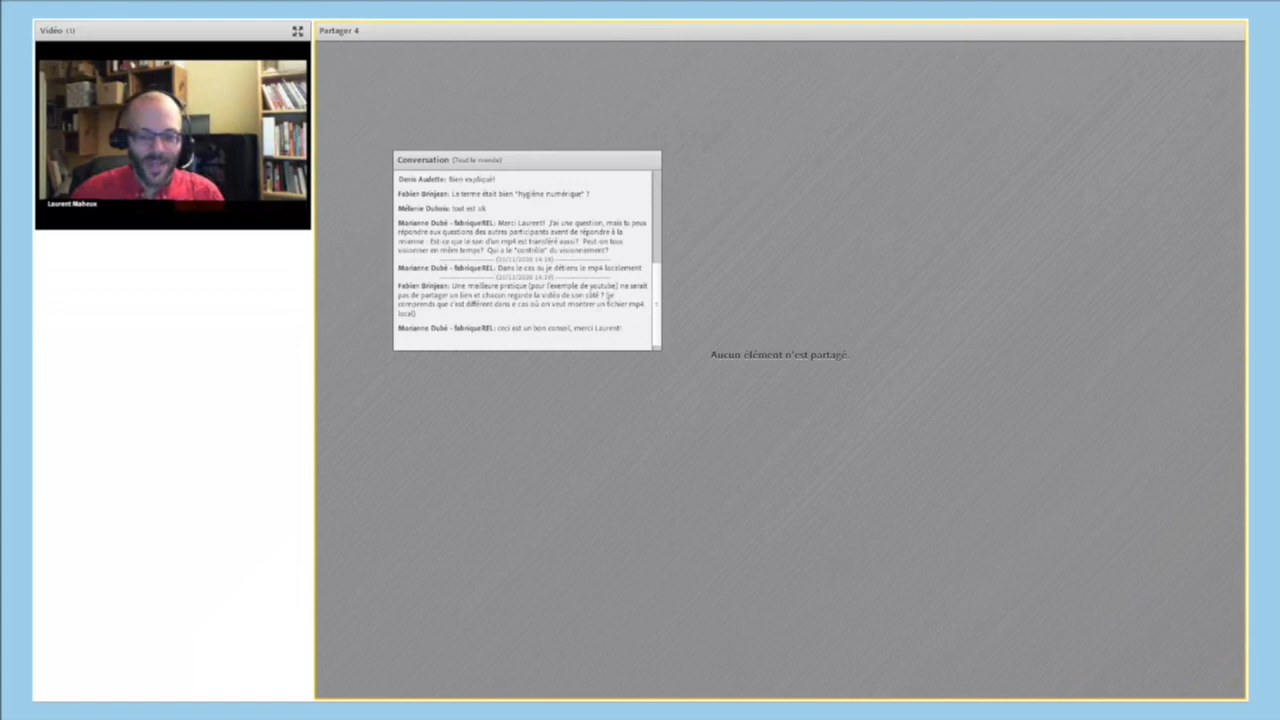 Vidéo (1)
Partager 4
Laurent Maheux
Conversation (Tout le monde)
Denis Audette: Bien expliqué!
Fabien Brinjean: Le terme était bien "hygiène numérique" ?
Mélanie Dubois: tout est ok
Marianne Dubé - fabriqueREL: Merci Laurent! J'ai une question, mais tu peux
répondre aux questions des autres participants avant de répondre à la
mienne : Est-ce que le son d'un mp4 est transféré aussi? Peut-on tous
visionner en mêm temps? Qui a le "contrôle" du visionnement?
14:18)
Marianne Dubé - fabriqueREL: Dans le cas ou je détiens le mp4 localement
14:19)
Fabien Brinjean: Une meilleure pratique (pour l'exemple de youtube) ne serait
pas de partager un lien et chacun regarde la vidéo de son côté ? (je
comprends que c'est différent dans e cas où on veut montrer un fichier mp4
local)
Marianne Dubé - fabriqueREL: ceci est un bon conseil, merci Laurent!
Aucun élément n'est partagé.